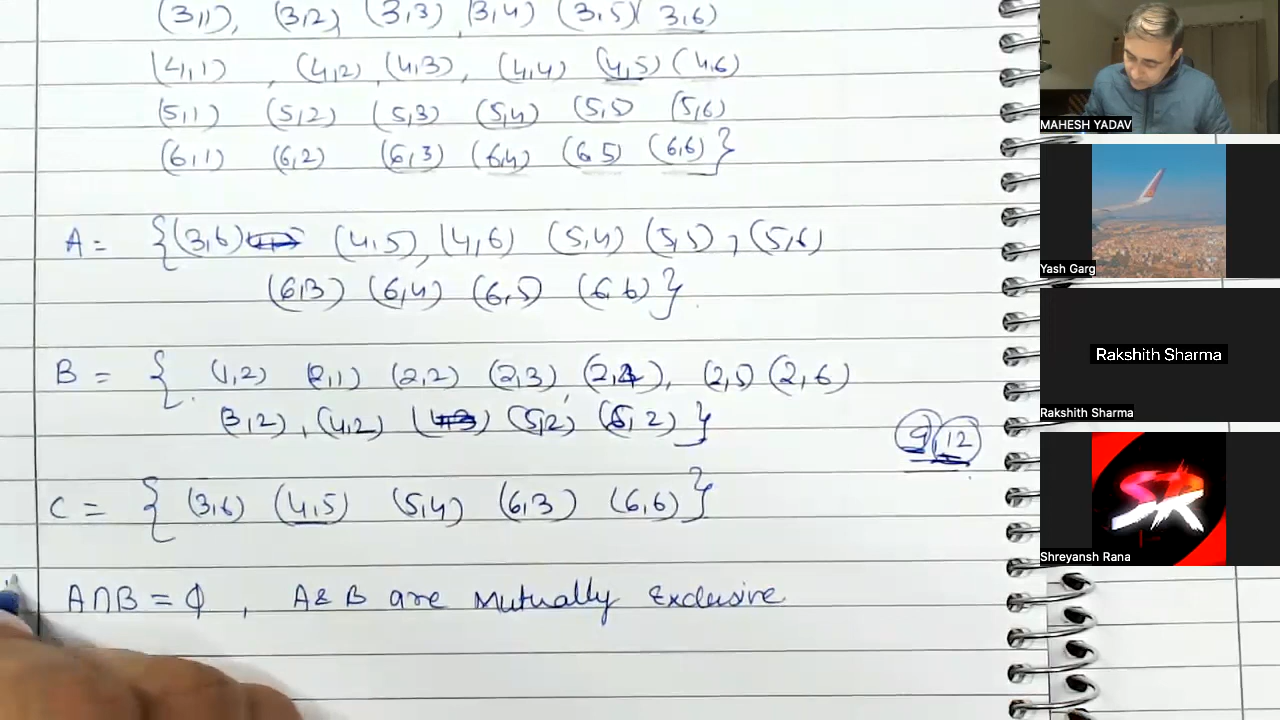 (3,1), (3,2), (3,3) (3,4) (3,5) (3,6)
(4,1) , (4,2) , (4,3), (4,4) (4,5) (4,6)
(5,1) (5,2) (5,3) (5,4) (5,5) (5,6)
(6,1) (6,2) (6,3) (6,4) (6 5) (6,6) }
A = { (3,6) (4,5), (4,6) (5,4) (5,5) , (5,6)
(6,3) (6,4) (6,5) (6 6) }
B = { (1,2) (2,1) (2,2) (2,3) (2,4), (2,5) (2,6)
(3,2), (4,2) (5,2) (6,2) }
9, 12
C = { (3,6) (4,5) (5,4) (6,3) (6,6) }
A∩B = ϕ , A & B are Mutually Exclusive
MAHESH YADAV
Yash Garg
Rakshith Sharma
Rakshith Sharma
SK
Shreyansh Rana